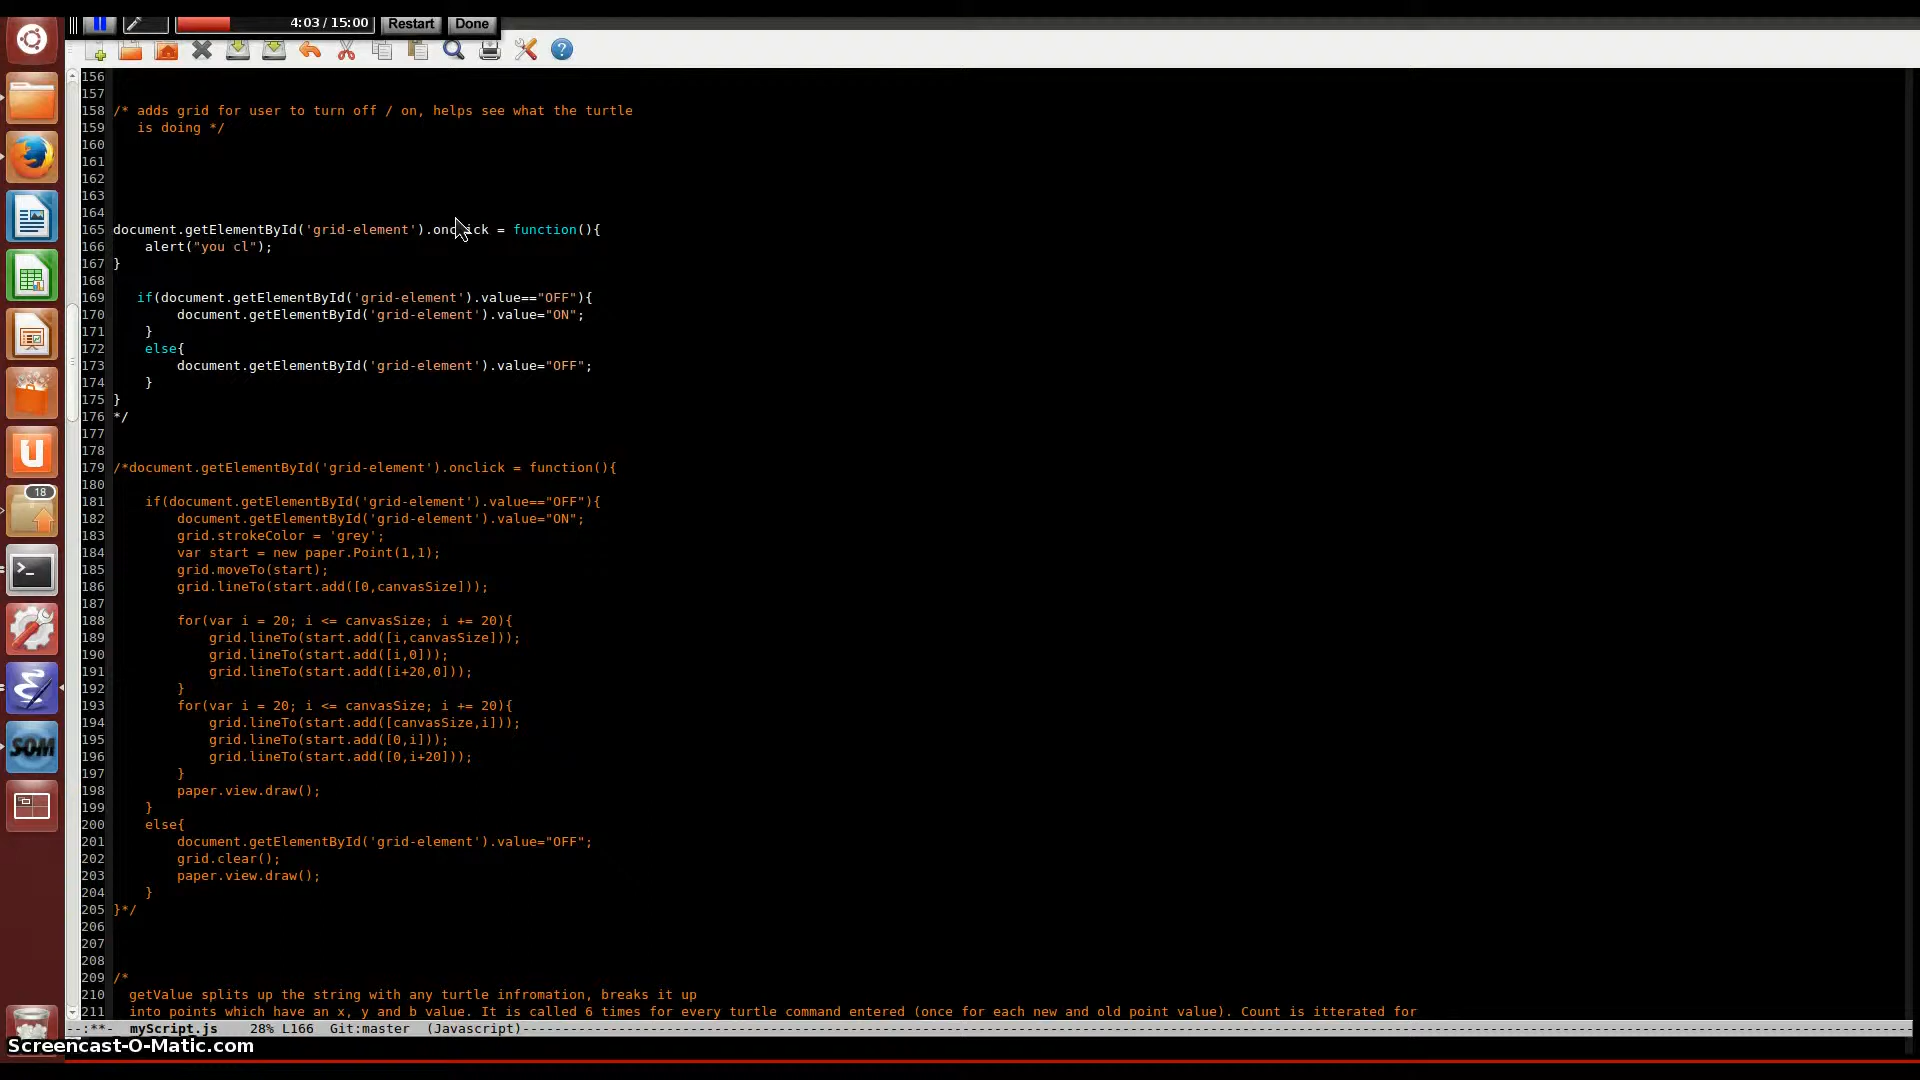 4:03 / 15:00 Restart Done
156
157
158 /* adds grid for user to turn off / on, helps see what the turtle
159 is doing */
160
161
162
163
164
165 document.getElementById('grid-element').onclick = function(){
166 alert("you cl");
167 }
168
169 if(document.getElementById('grid-element').value=="OFF"){
170 document.getElementById('grid-element').value="ON";
171 }
172 else{
173 document.getElementById('grid-element').value="OFF";
174 }
175 }
176 */
177
178
179 /*document.getElementById('grid-element').onclick = function(){
180
181 if(document.getElementById('grid-element').value=="OFF"){
182 document.getElementById('grid-element').value="ON";
183 grid.strokeColor = 'grey';
184 var start = new paper.Point(1,1);
185 grid.moveTo(start);
186 grid.lineTo(start.add([0,canvasSize]));
187
188 for(var i = 20; i <= canvasSize; i += 20){
189 grid.lineTo(start.add([i,canvasSize]));
190 grid.lineTo(start.add([i,0]));
191 grid.lineTo(start.add([i+20,0]));
192 }
193 for(var i = 20; i <= canvasSize; i += 20){
194 grid.lineTo(start.add([canvasSize,i]));
195 grid.lineTo(start.add([0,i]));
196 grid.lineTo(start.add([0,i+20]));
197 }
198 paper.view.draw();
199 }
200 else{
201 document.getElementById('grid-element').value="OFF";
202 grid.clear();
203 paper.view.draw();
204 }
205 }*/
206
207
208
209 /*
210 getValue splits up the string with any turtle infromation, breaks it up
211 into points which have an x, y and b value. It is called 6 times for every turtle command entered (once for each new and old point value). Count is itterated for
18
SOM
--:**- myScript.js 28% L166 Git:master (Javascript)
Screencast-O-Matic.com